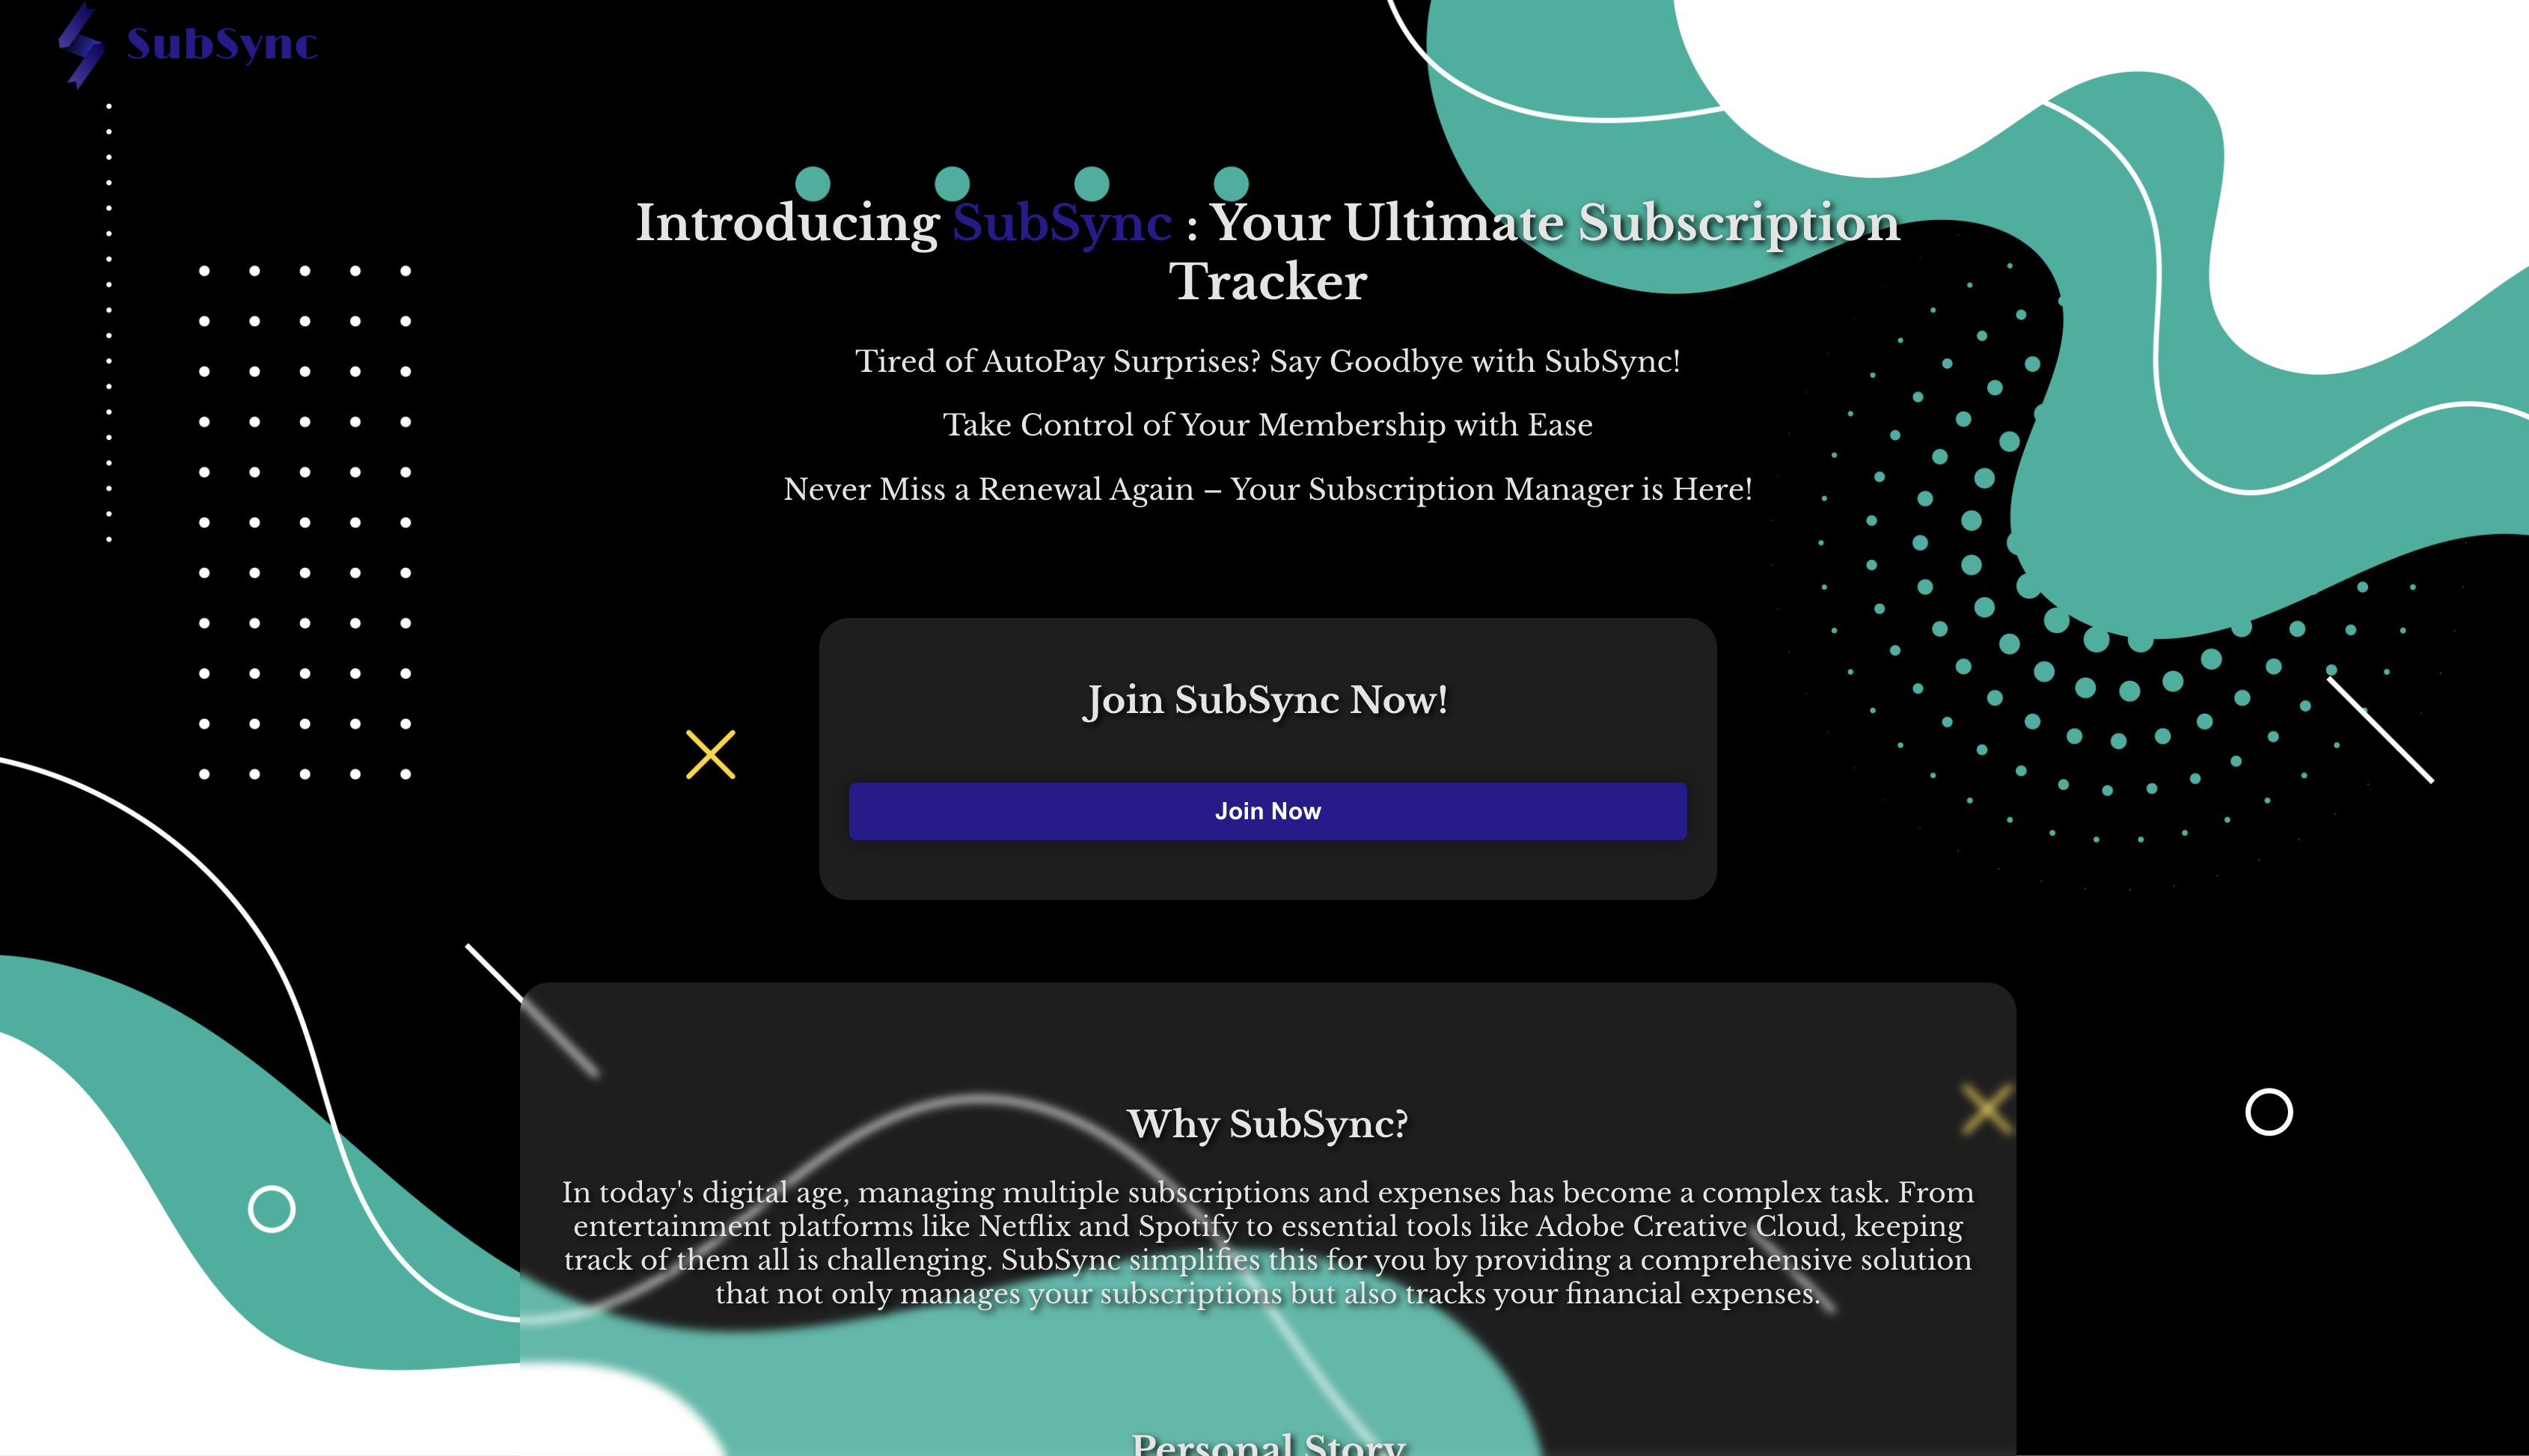 SubSync
Introducing SubSync : Your Ultimate Subscription
Tracker
Tired of AutoPay Surprises? Say Goodbye with SubSync!
Take Control of Your Membership with Ease
Never Miss a Renewal Again – Your Subscription Manager is Here!
Join SubSync Now!
Join Now
Why SubSync?
In today's digital age, managing multiple subscriptions and expenses has become a complex task. From
entertainment platforms like Netflix and Spotify to essential tools like Adobe Creative Cloud, keeping
track of them all is challenging. SubSync simplifies this for you by providing a comprehensive solution
that not only manages your subscriptions but also tracks your financial expenses.
Personal Story